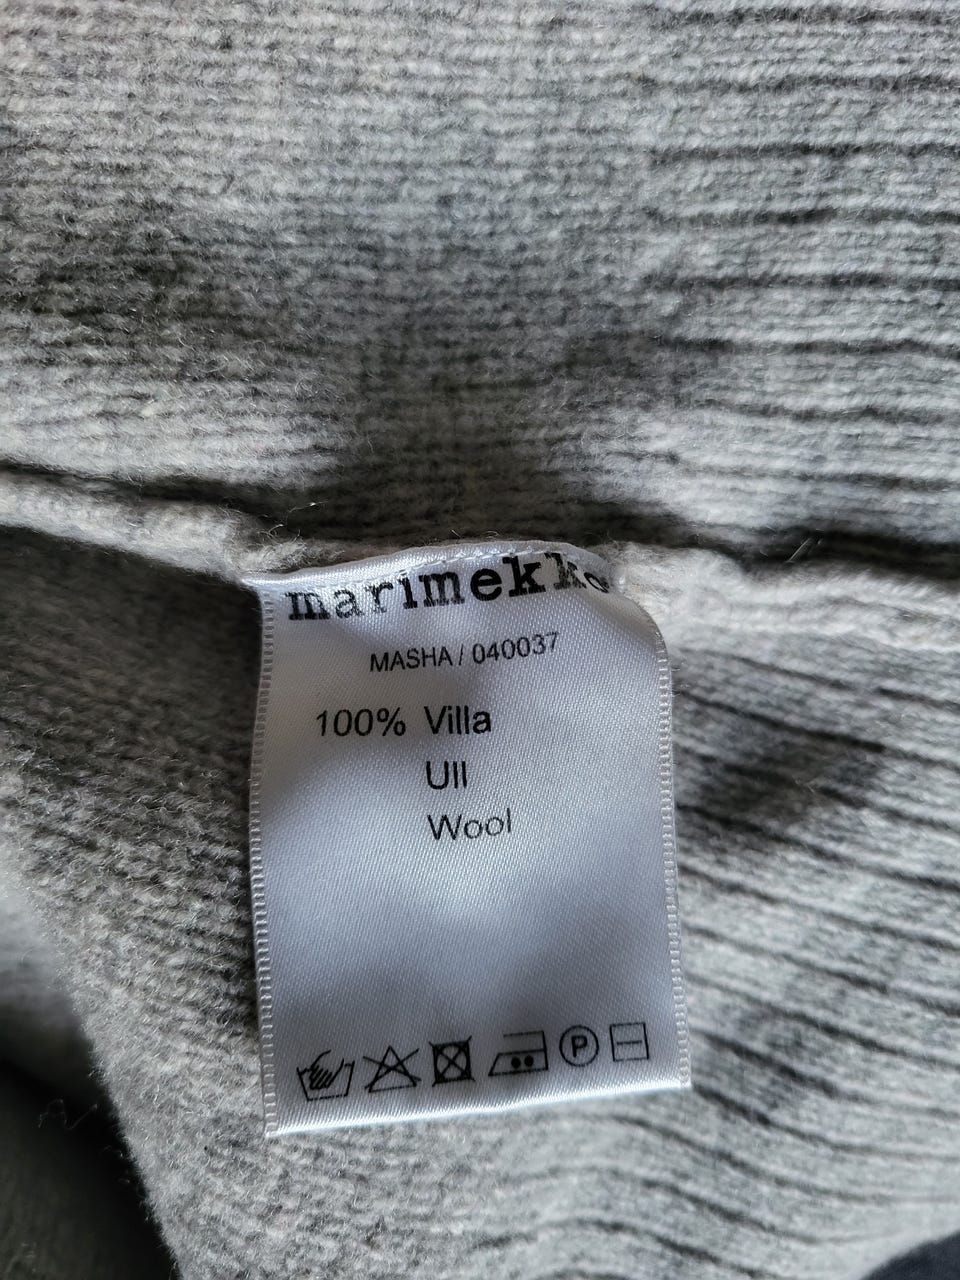 marimekko
MASHA / 040037
100% Villa
Ull
Wool
P